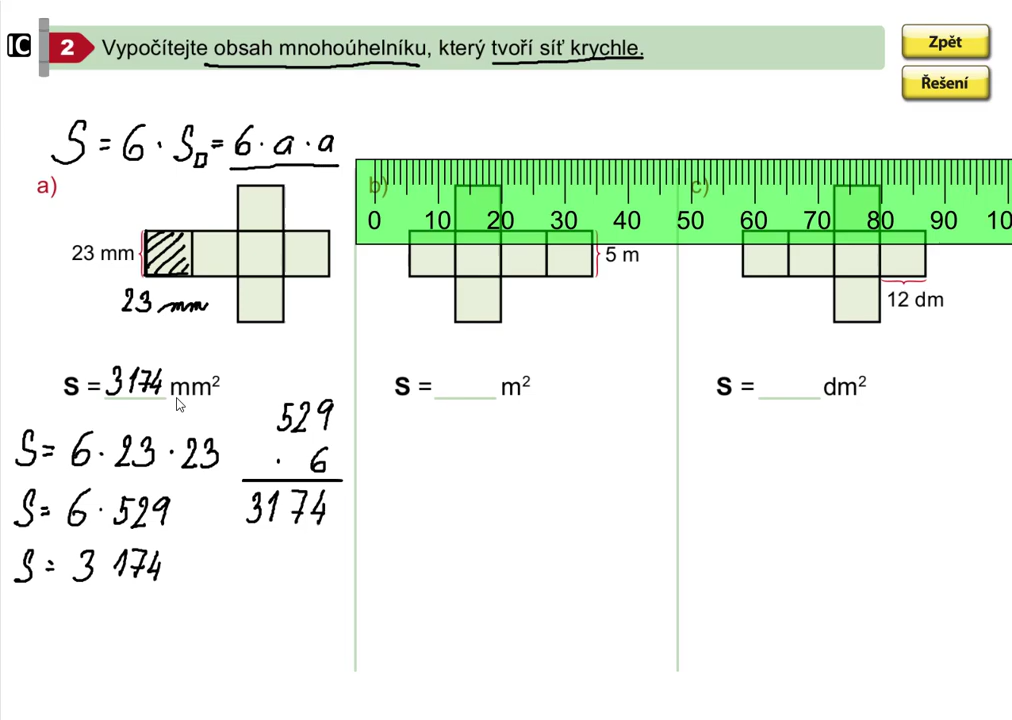 IC
2 Vypočítejte obsah mnohoúhelníku, který tvoří síť krychle.
Zpět
Řešení
S = 6 · S□ = 6 · a · a
a)
b)
c)
0 10 20 30 40 50 60 70 80 90 10
23 mm
5 m
23 mm
12 dm
S = 3174 mm²
S = _____ m²
S = _____ dm²
S = 6 · 23 · 23
S = 6 · 529
S = 3 174
529
· 6
3174